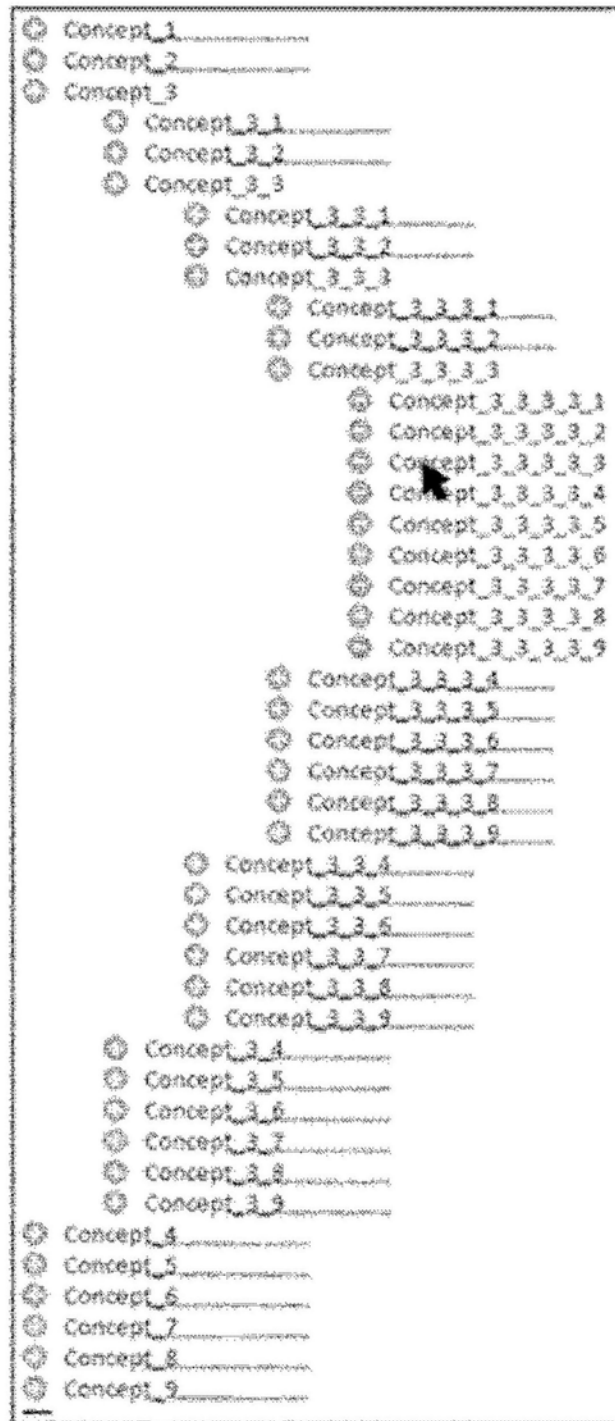 Concept_1
Concept_2
Concept_3
Concept_3_1
Concept_3_2
Concept_3_3
Concept_3_3_1
Concept_3_3_2
Concept_3_3_3
Concept_3_3_3_1
Concept_3_3_3_2
Concept_3_3_3_3
Concept_3_3_3_3_1
Concept_3_3_3_3_2
Concept_3_3_3_3_3
Concept_3_3_3_3_4
Concept_3_3_3_3_5
Concept_3_3_3_3_6
Concept_3_3_3_3_7
Concept_3_3_3_3_8
Concept_3_3_3_3_9
Concept_3_3_3_4
Concept_3_3_3_5
Concept_3_3_3_6
Concept_3_3_3_7
Concept_3_3_3_8
Concept_3_3_3_9
Concept_3_3_4
Concept_3_3_5
Concept_3_3_6
Concept_3_3_7
Concept_3_3_8
Concept_3_3_9
Concept_3_4
Concept_3_5
Concept_3_6
Concept_3_7
Concept_3_8
Concept_3_9
Concept_4
Concept_5
Concept_6
Concept_7
Concept_8
Concept_9